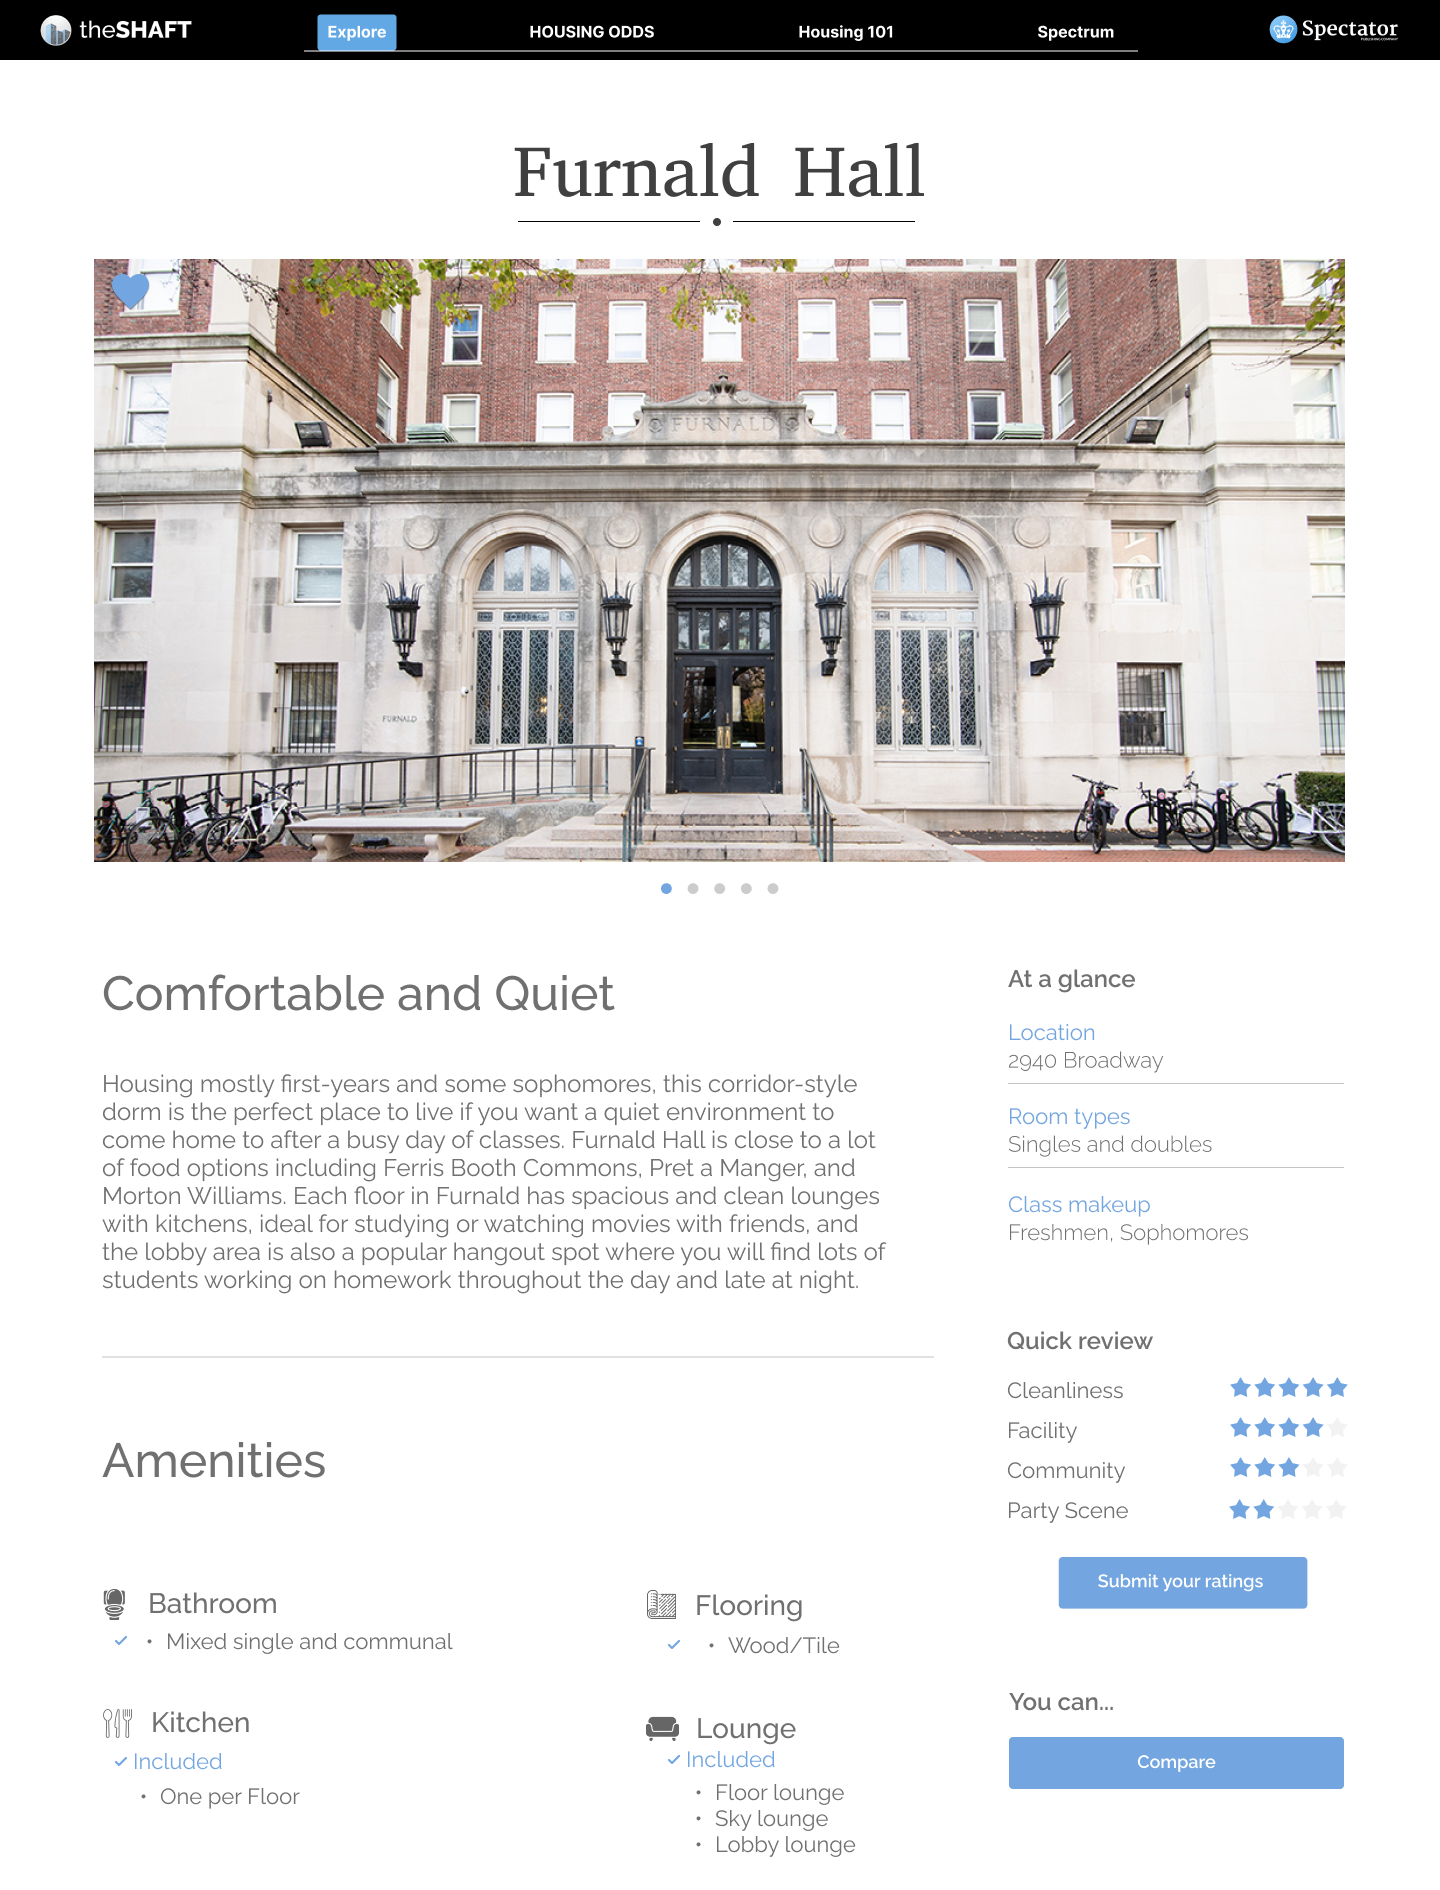 theSHAFT
Explore
HOUSING ODDS
Housing 101
Spectrum
Spectator
PUBLISHING COMPANY
Furnald Hall
FURNALD
FURNALD
Comfortable and Quiet
Housing mostly first-years and some sophomores, this corridor-style
dorm is the perfect place to live if you want a quiet environment to
come home to after a busy day of classes. Furnald Hall is close to a lot
of food options including Ferris Booth Commons, Pret a Manger, and
Morton Williams. Each floor in Furnald has spacious and clean lounges
with kitchens, ideal for studying or watching movies with friends, and
the lobby area is also a popular hangout spot where you will find lots of
students working on homework throughout the day and late at night.
At a glance
Location
2940 Broadway
Room types
Singles and doubles
Class makeup
Freshmen, Sophomores
Quick review
Cleanliness
Facility
Community
Party Scene
Submit your ratings
You can...
Compare
Amenities
Bathroom
• Mixed single and communal
Flooring
• Wood/Tile
Kitchen
Included
• One per Floor
Lounge
Included
• Floor lounge
• Sky lounge
• Lobby lounge